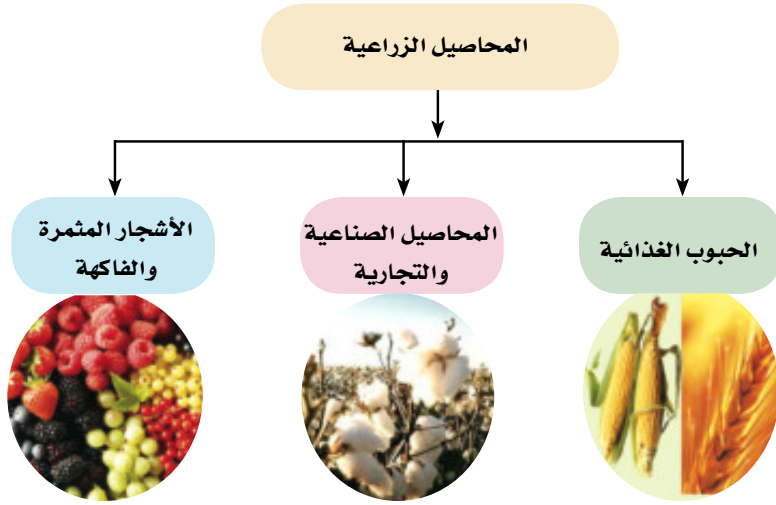 المحاصيل الزراعية
الحبوب الغذائية
المحاصيل الصناعية
والتجارية
الأشجار المثمرة
والفاكهة